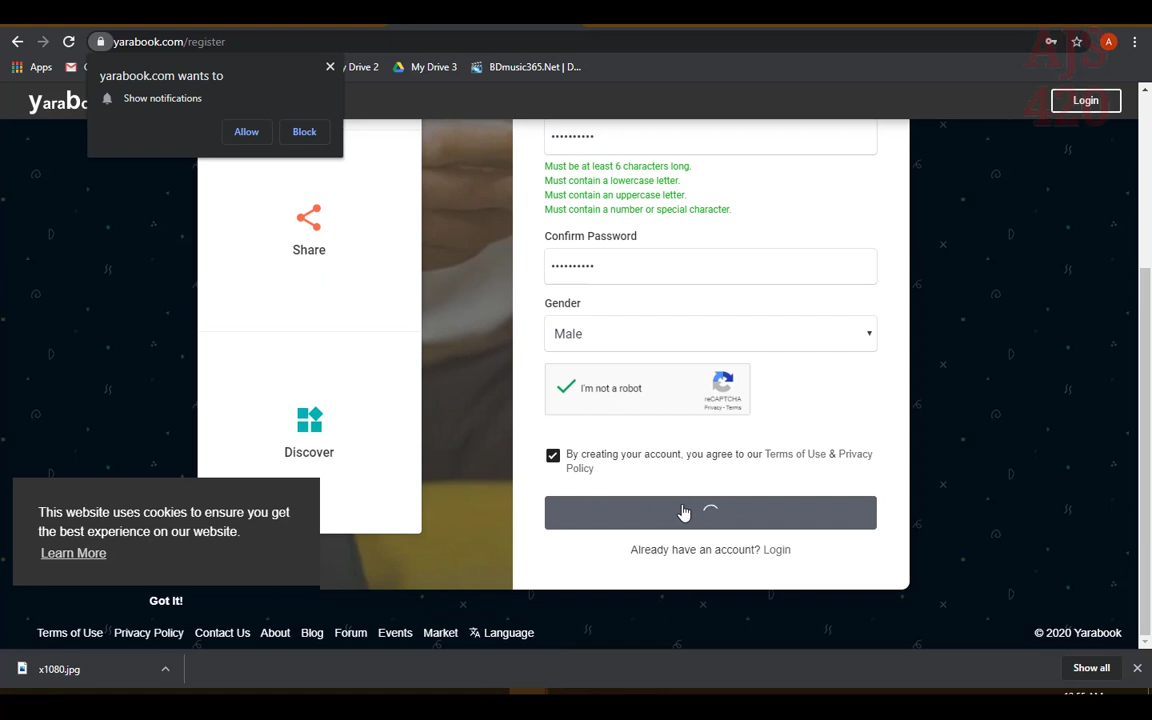 yarabook.com/register
Apps
y Drive 2
My Drive 3
BDmusic365.Net | D...
AJS
420
yarabook.com wants to
Show notifications
Allow
Block
Login
Must be at least 6 characters long.
Must contain a lowercase letter.
Must contain an uppercase letter.
Must contain a number or special character.
Share
Confirm Password
Gender
Male
I'm not a robot
reCAPTCHA
Privacy - Terms
Discover
By creating your account, you agree to our Terms of Use & Privacy
Policy
This website uses cookies to ensure you get
the best experience on our website.
Learn More
Already have an account? Login
Got It!
Terms of Use
Privacy Policy
Contact Us
About
Blog
Forum
Events
Market
Language
© 2020 Yarabook
x1080.jpg
Show all